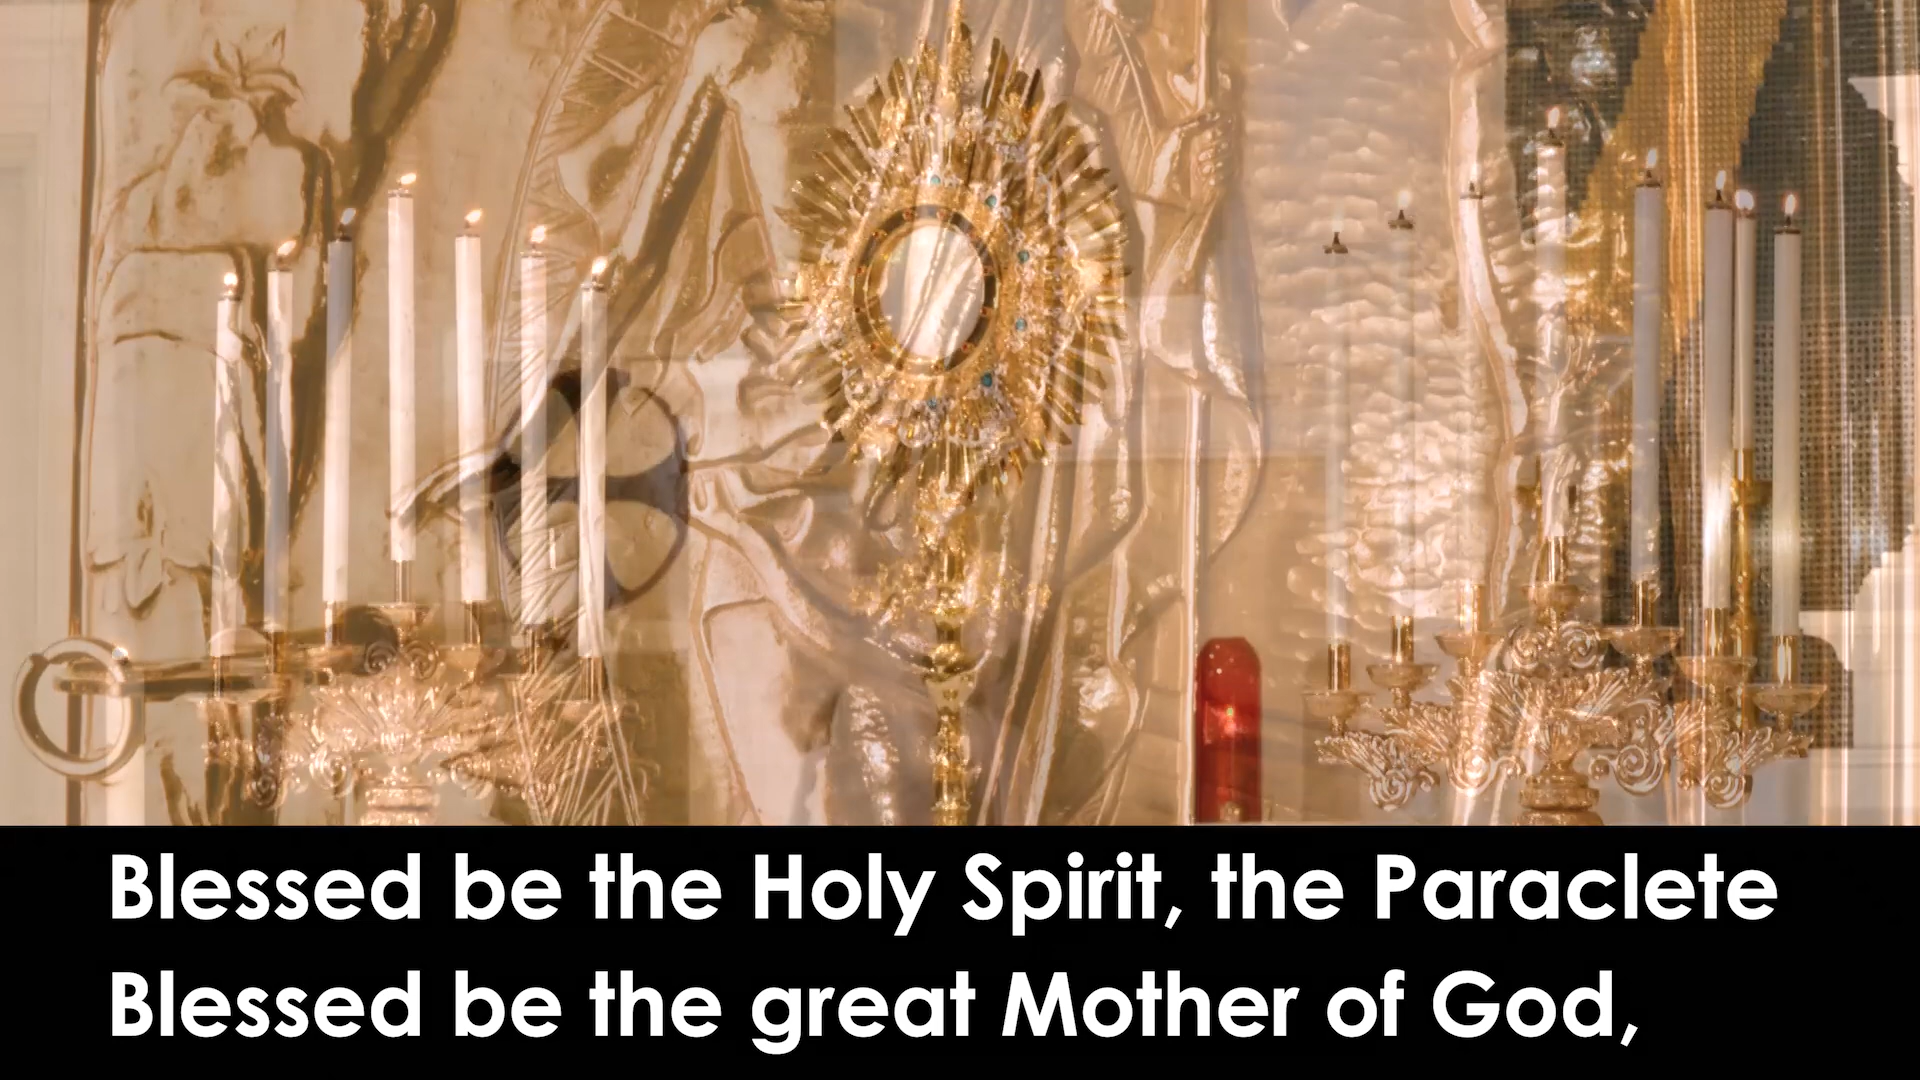 Blessed be the Holy Spirit, the Paraclete
Blessed be the great Mother of God,